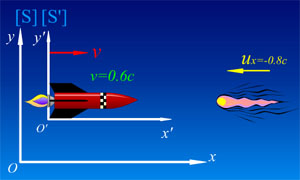 [S] [S']
y y'
v
v=0.6c
uₓ=-0.8c
O' x'
O x